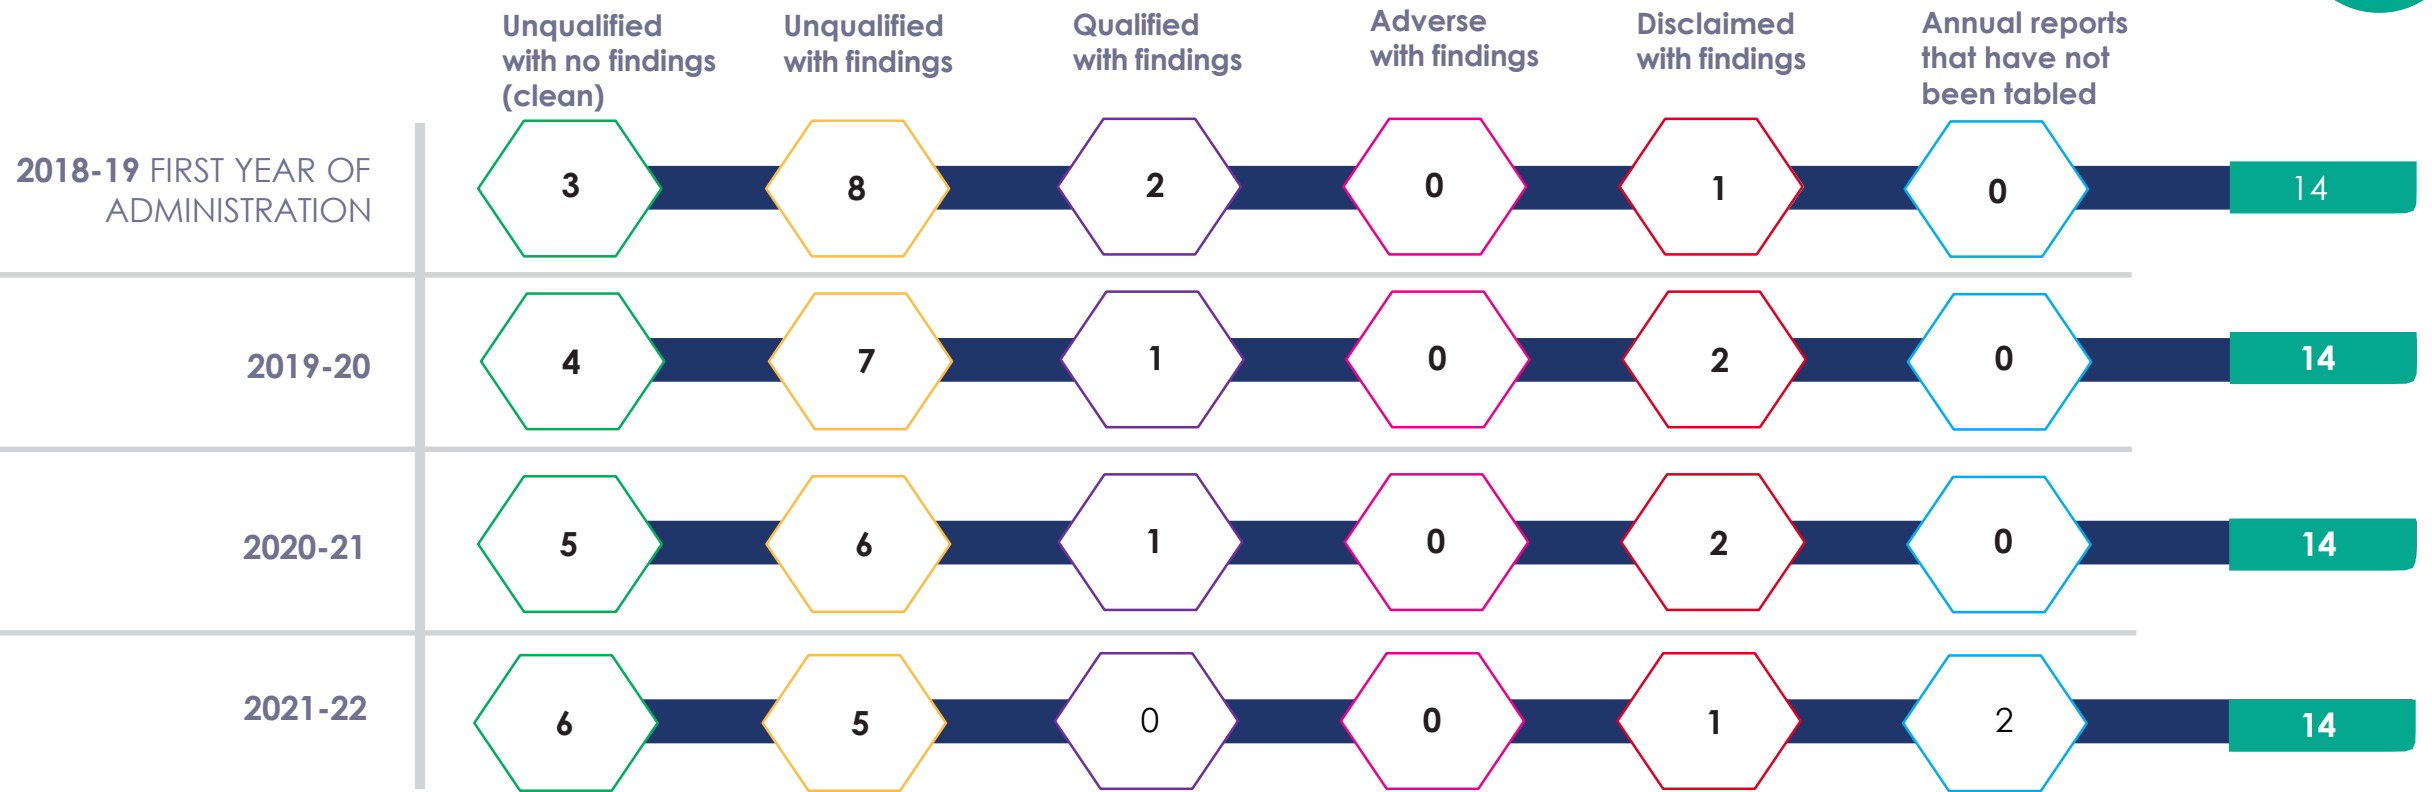 Unqualified
with no findings
(clean)
Unqualified
with findings
Qualified
with findings
Adverse
with findings
Disclaimed
with findings
Annual reports
that have not
been tabled
2018-19 FIRST YEAR OF
ADMINISTRATION
3
8
2
0
1
0
14
2019-20
4
7
1
0
2
0
14
2020-21
5
6
1
0
2
0
14
2021-22
6
5
0
0
1
2
14